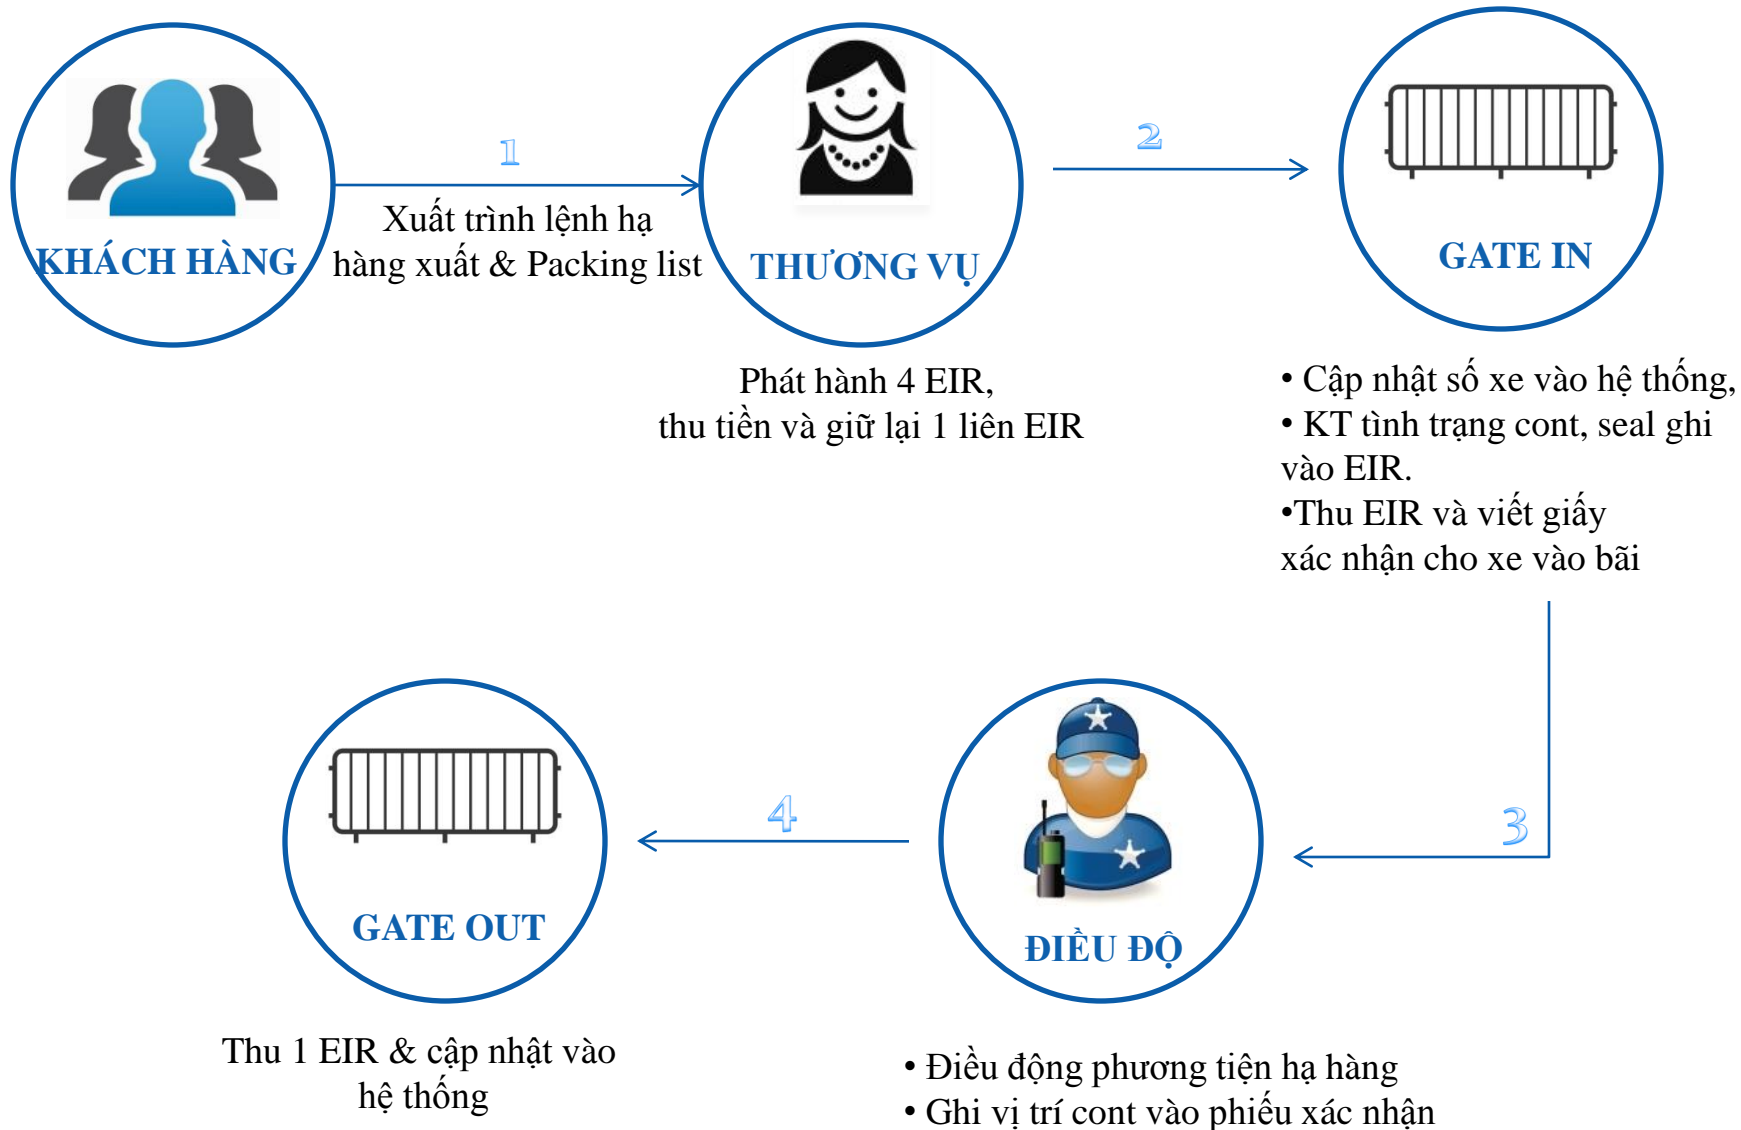 1
Xuất trình lệnh hạ
hàng xuất & Packing list
KHÁCH HÀNG
THƯƠNG VỤ
2
GATE IN
Phát hành 4 EIR,
thu tiền và giữ lại 1 liên EIR
• Cập nhật số xe vào hệ thống,
• KT tình trạng cont, seal ghi
vào EIR.
•Thu EIR và viết giấy
xác nhận cho xe vào bãi
3
ĐIỀU ĐỘ
• Điều động phương tiện hạ hàng
• Ghi vị trí cont vào phiếu xác nhận
4
GATE OUT
Thu 1 EIR & cập nhật vào
hệ thống